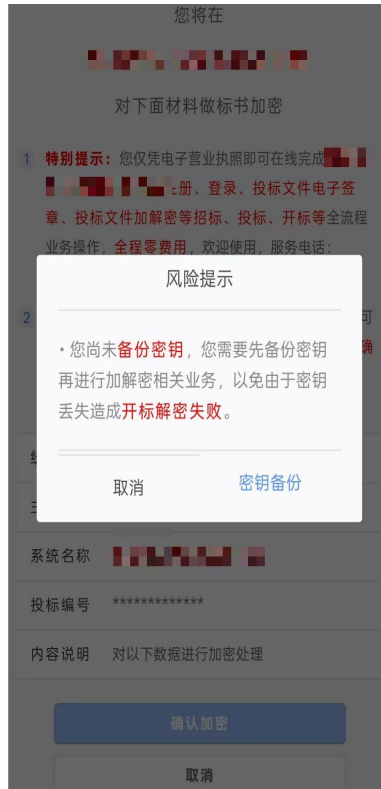 您将在
对下面材料做标书加密
1 特别提示：您仅凭电子营业执照即可在线完成
册、登录、投标文件电子签
章、投标文件加解密等招标、投标、开标等全流程
业务操作，全程零费用，欢迎使用，服务电话：
风险提示
2
可
确
·您尚未备份密钥，您需要先备份密钥
再进行加解密相关业务，以免由于密钥
丢失造成开标解密失败。
取消
密钥备份
系统名称
投标编号 *************
内容说明 对以下数据进行加密处理
确认加密
取消